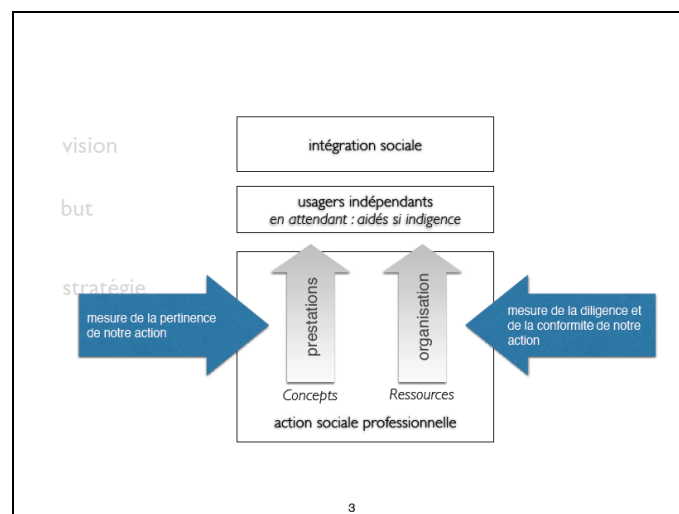 vision
intégration sociale
but
usagers indépendants
en attendant : aidés si indigence
stratégie
mesure de la pertinence
de notre action
prestations
organisation
mesure de la diligence et
de la conformité de notre
action
Concepts
Ressources
action sociale professionnelle
3